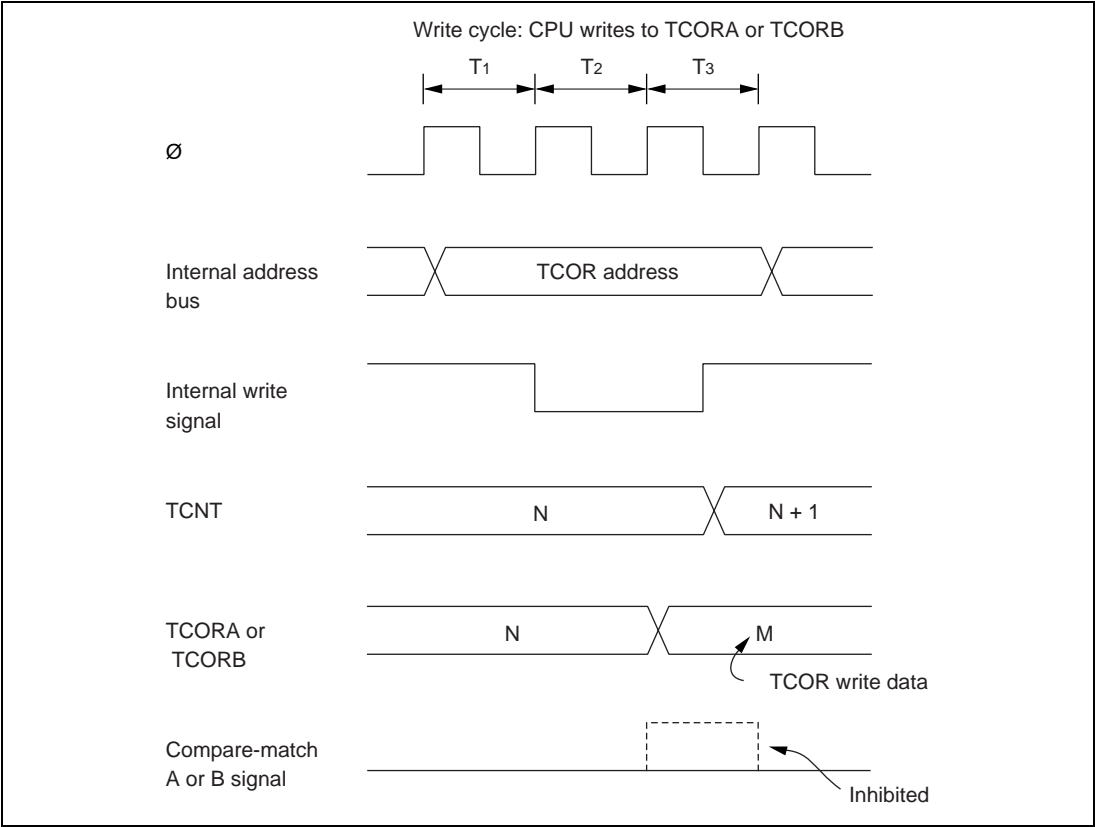 Write cycle: CPU writes to TCORA or TCORB
T1 T2 T3
Ø
Internal address
bus
TCOR address
Internal write
signal
TCNT
N
N + 1
TCORA or
TCORB
N
M
TCOR write data
Compare-match
A or B signal
Inhibited